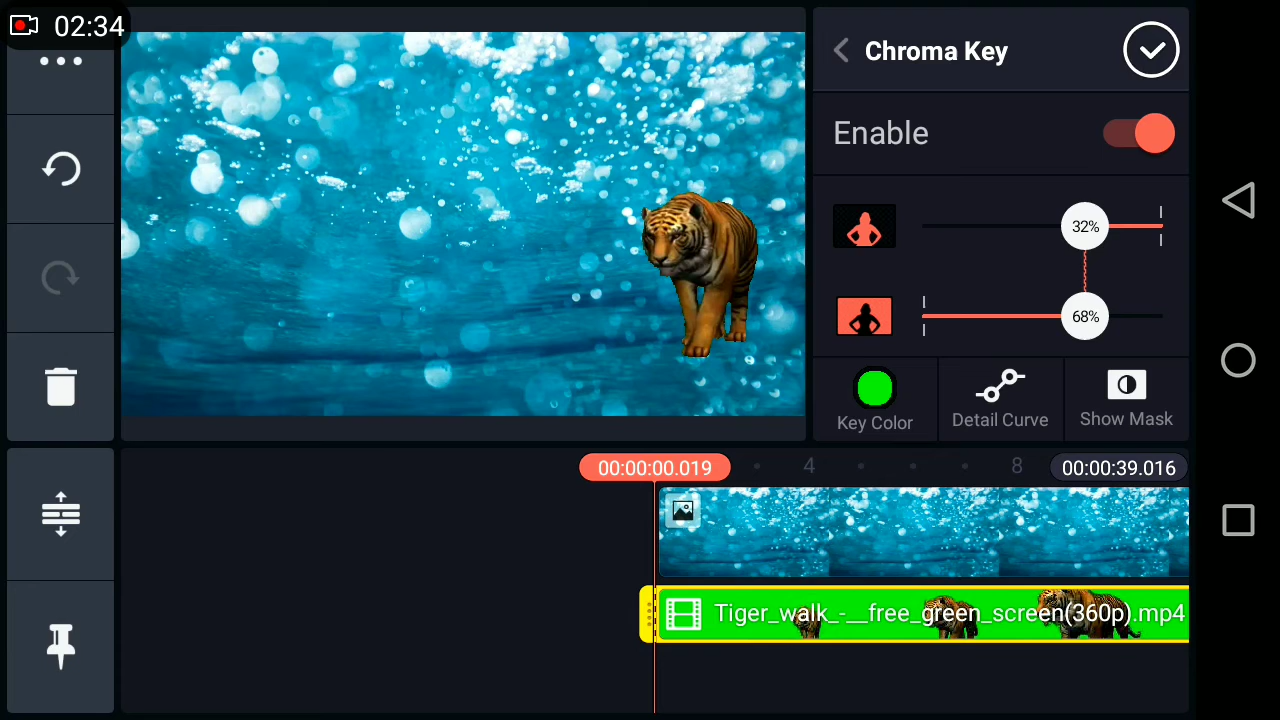 02:34
Chroma Key
Enable
32%
68%
Key Color
Detail Curve
Show Mask
00:00:00.019
4
8
00:00:39.016
Tiger_walk_-__free_green_screen(360p).mp4